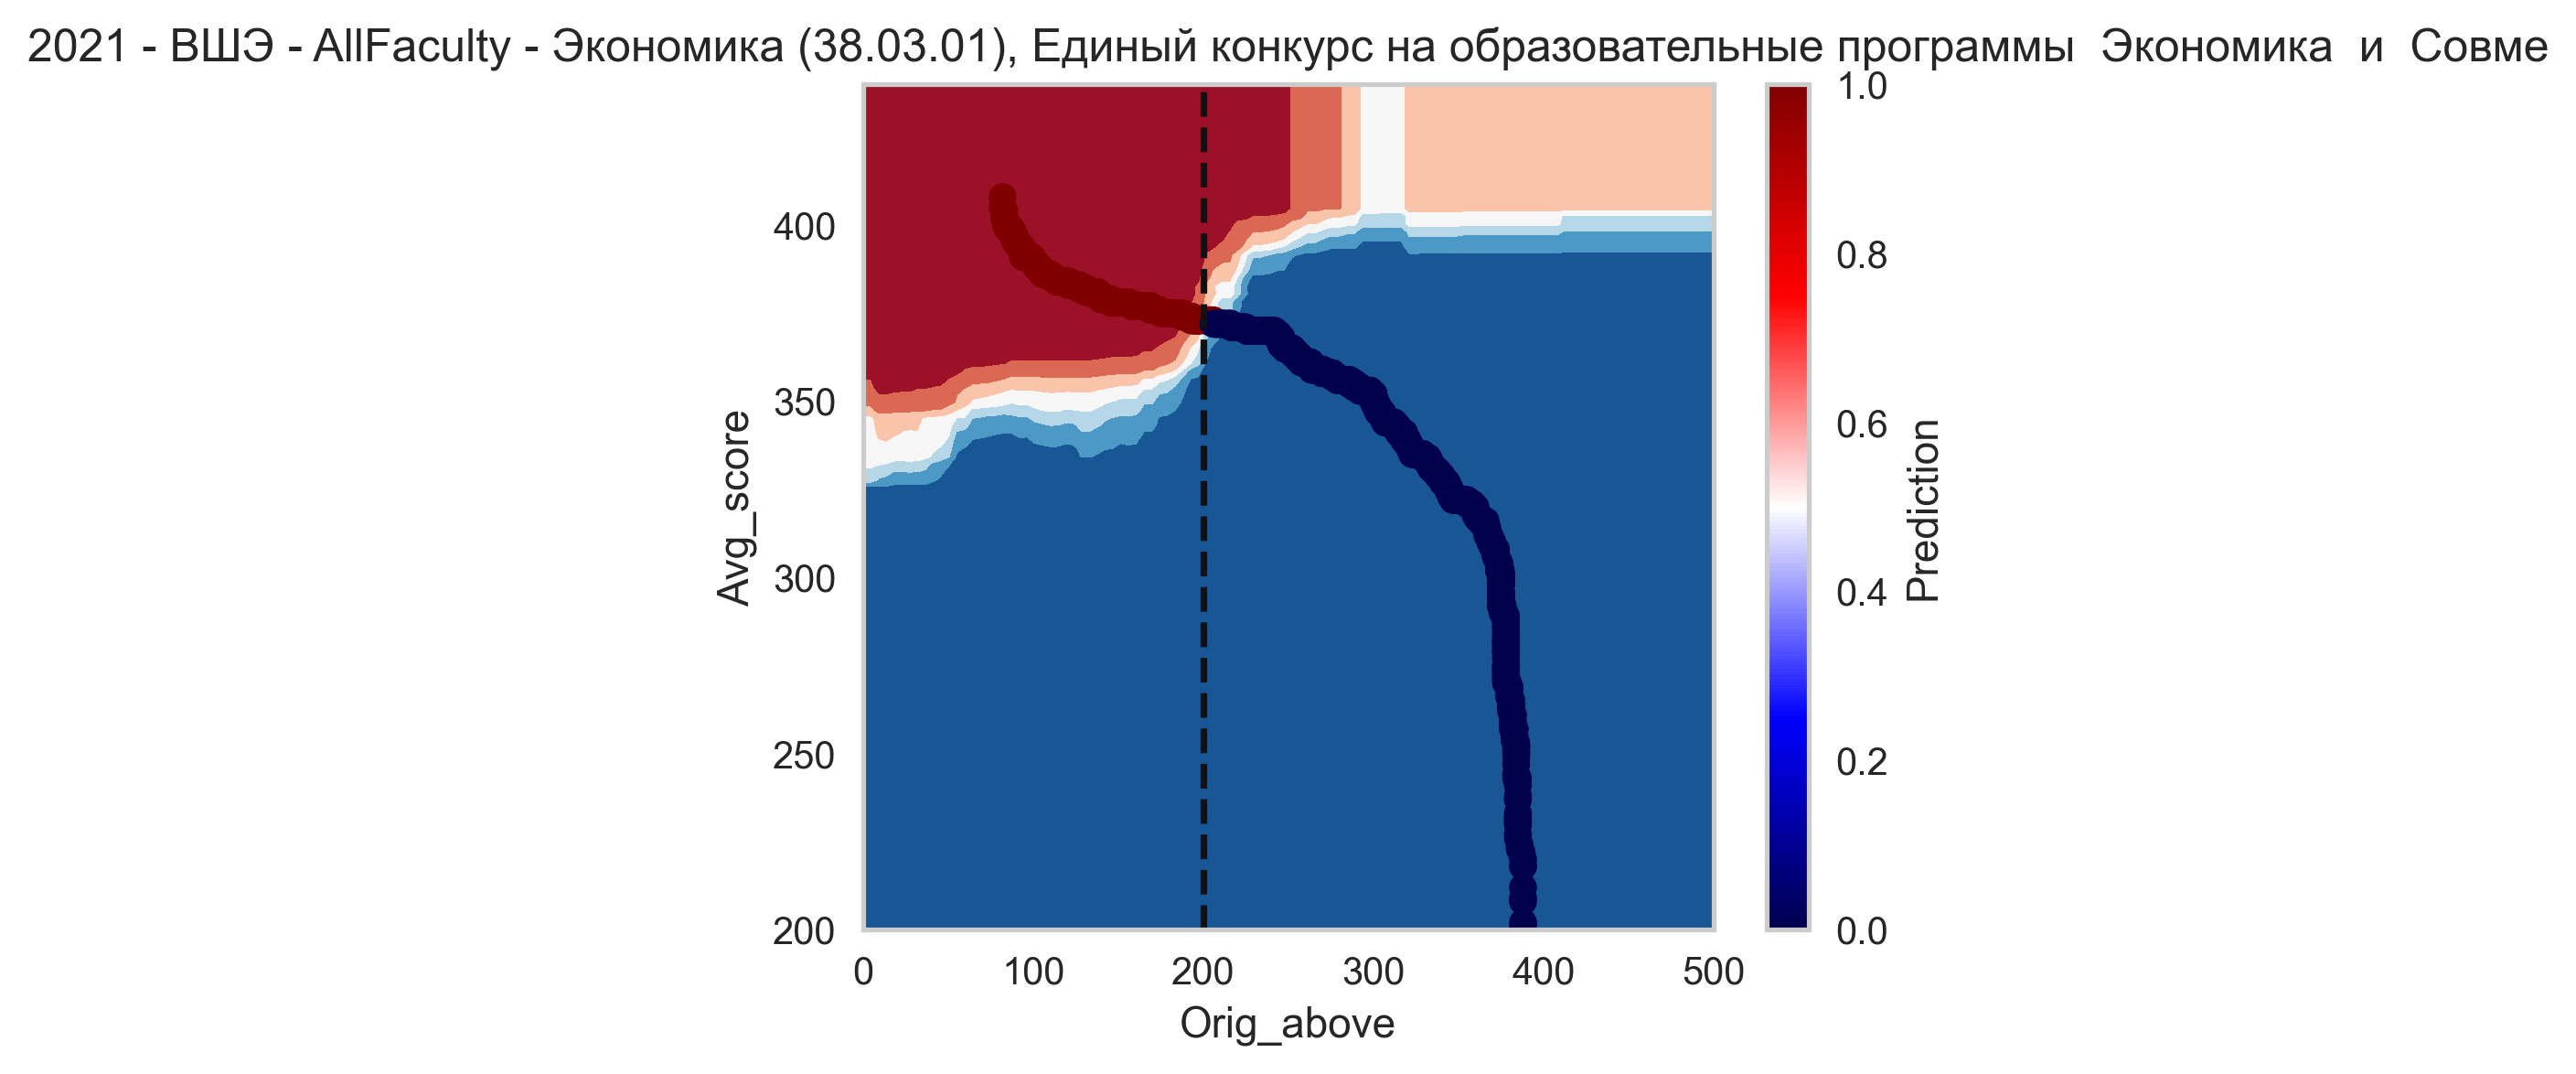 2021 - ВШЭ - AllFaculty - Экономика (38.03.01), Единый конкурс на образовательные программы  Экономика  и  Совме
Avg_score
400
350
300
250
200
0 100 200 300 400 500
Orig_above
1.0
0.8
0.6
0.4
0.2
0.0
Prediction